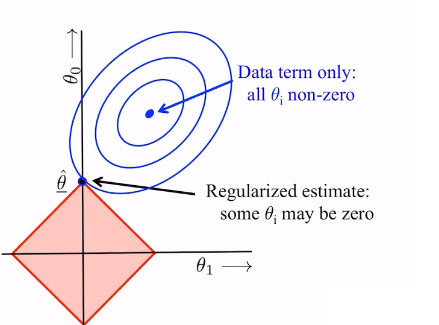 θ₀ ⟶
Data term only:
all θᵢ non-zero
θ̂
Regularized estimate:
some θᵢ may be zero
θ₁ ⟶